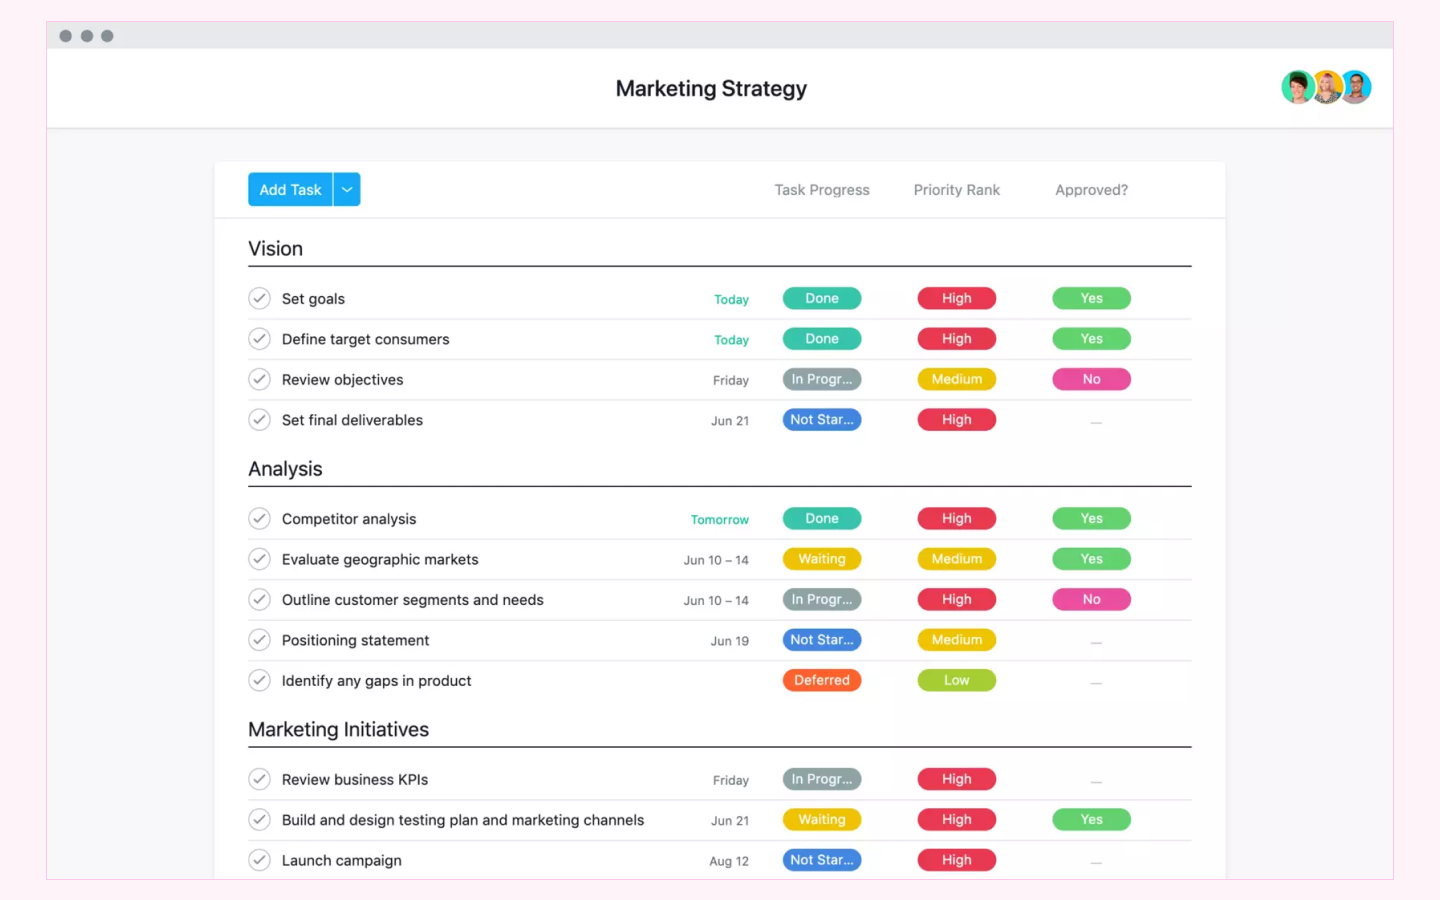 Marketing Strategy
Add Task Task Progress Priority Rank Approved?
Vision
Set goals Today Done High Yes
Define target consumers Today Done High Yes
Review objectives Friday In Progr... Medium No
Set final deliverables Jun 21 Not Star... High —
Analysis
Competitor analysis Tomorrow Done High Yes
Evaluate geographic markets Jun 10 – 14 Waiting Medium Yes
Outline customer segments and needs Jun 10 – 14 In Progr... High No
Positioning statement Jun 19 Not Star... Medium —
Identify any gaps in product Deferred Low —
Marketing Initiatives
Review business KPIs Friday In Progr... High —
Build and design testing plan and marketing channels Jun 21 Waiting High Yes
Launch campaign Aug 12 Not Star... High —